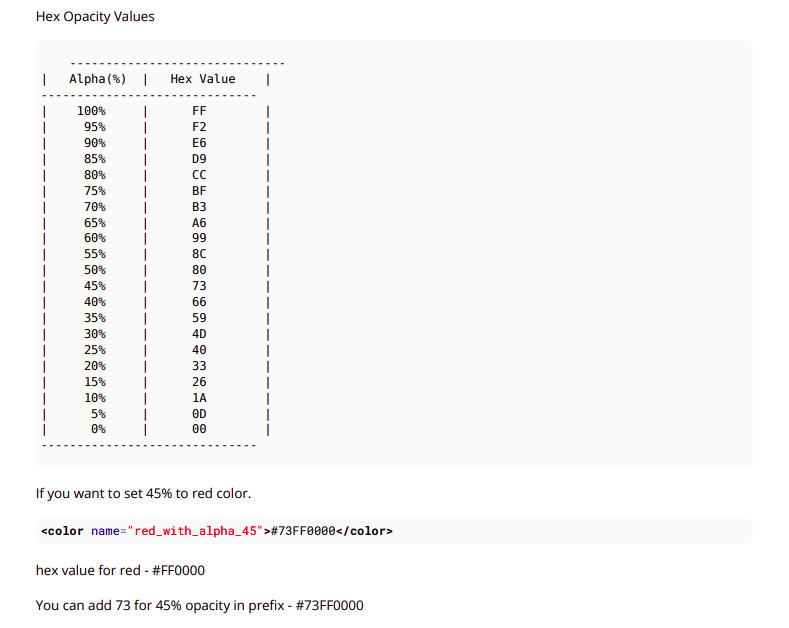 Hex Opacity Values
------------------------------
|   Alpha(%)  |   Hex Value    |
------------------------------
|    100%     |      FF        |
|     95%     |      F2        |
|     90%     |      E6        |
|     85%     |      D9        |
|     80%     |      CC        |
|     75%     |      BF        |
|     70%     |      B3        |
|     65%     |      A6        |
|     60%     |      99        |
|     55%     |      8C        |
|     50%     |      80        |
|     45%     |      73        |
|     40%     |      66        |
|     35%     |      59        |
|     30%     |      4D        |
|     25%     |      40        |
|     20%     |      33        |
|     15%     |      26        |
|     10%     |      1A        |
|      5%     |      0D        |
|      0%     |      00        |
------------------------------
If you want to set 45% to red color.
<color name="red_with_alpha_45">#73FF0000</color>
hex value for red - #FF0000
You can add 73 for 45% opacity in prefix - #73FF0000